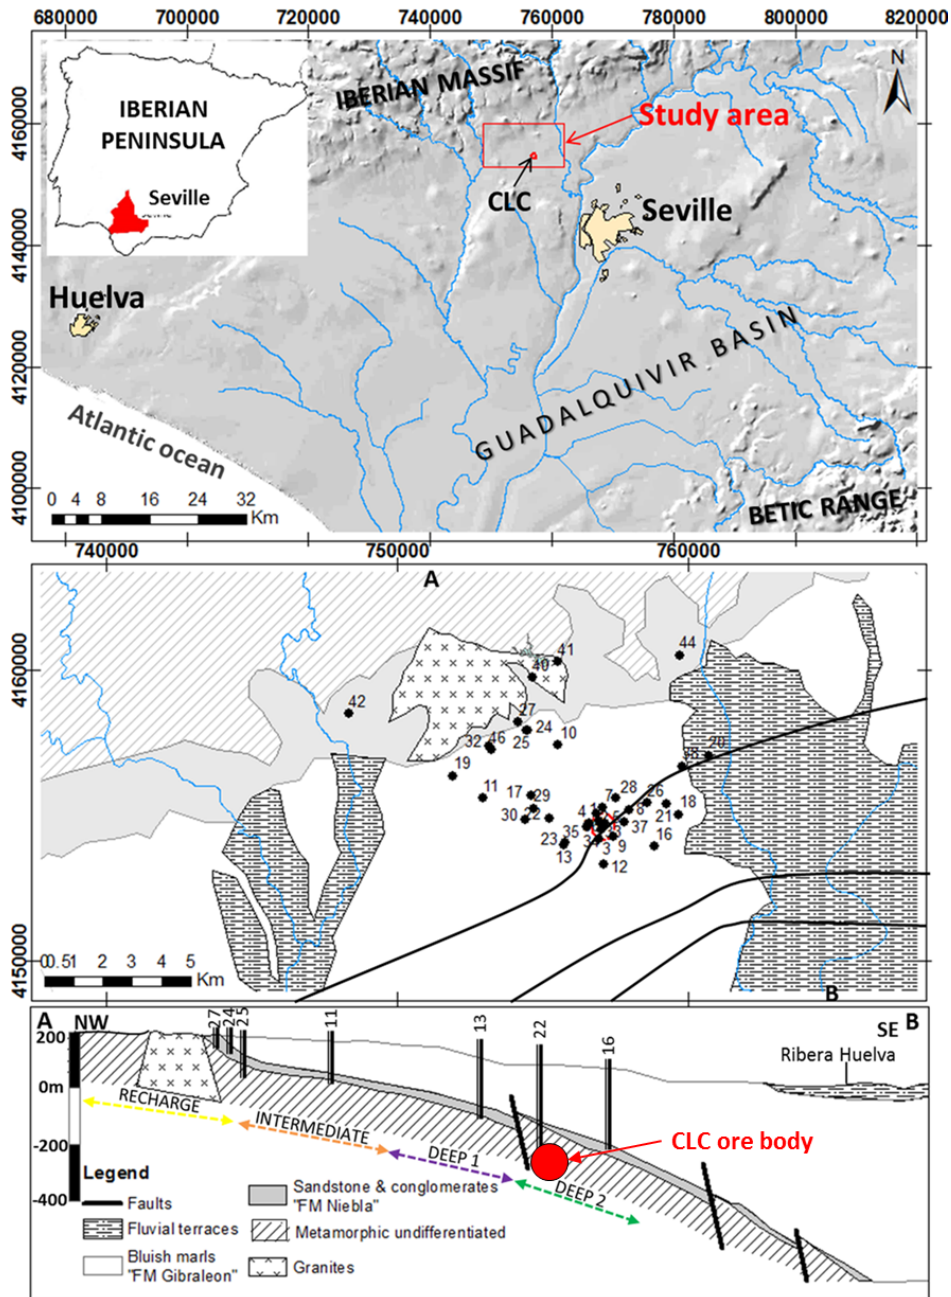 680000 700000 720000 740000 760000 780000 800000 820000
4160000
4140000
4120000
4100000
IBERIAN
PENINSULA
Seville
IBERIAN MASSIF
N
Study area
CLC
Seville
Huelva
GUADALQUIVIR BASIN
Atlantic ocean
BETIC RANGE
0 4 8 16 24 32
Km
740000 750000 760000
A
4160000
4150000
41
40
44
42
27
24
25
10
32
46
19
11
17
29
30
22
23
13
35
4
7
28
8
26
18
21
37
9
3
16
12
20
0 0.5 1 2 3 4 5
Km
B
A NW
SE B
27
24
25
11
13
22
16
Ribera Huelva
200
0m
-200
-400
RECHARGE
INTERMEDIATE
DEEP 1
DEEP 2
CLC ore body
Legend
Faults
Fluvial terraces
Bluish marls
"FM Gibraleon"
Sandstone & conglomerates
"FM Niebla"
Metamorphic undifferentiated
Granites